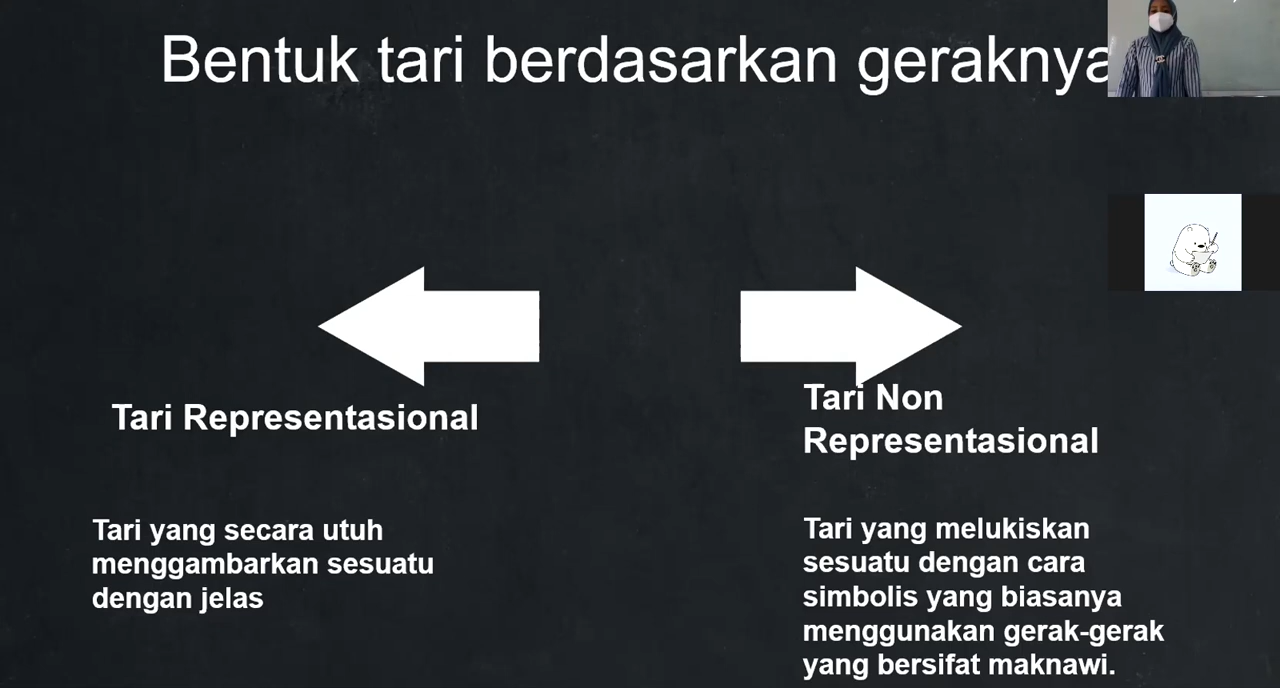 Bentuk tari berdasarkan geraknya
Tari Representasional
Tari yang secara utuh
menggambarkan sesuatu
dengan jelas
Tari Non
Representasional
Tari yang melukiskan
sesuatu dengan cara
simbolis yang biasanya
menggunakan gerak-gerak
yang bersifat maknawi.